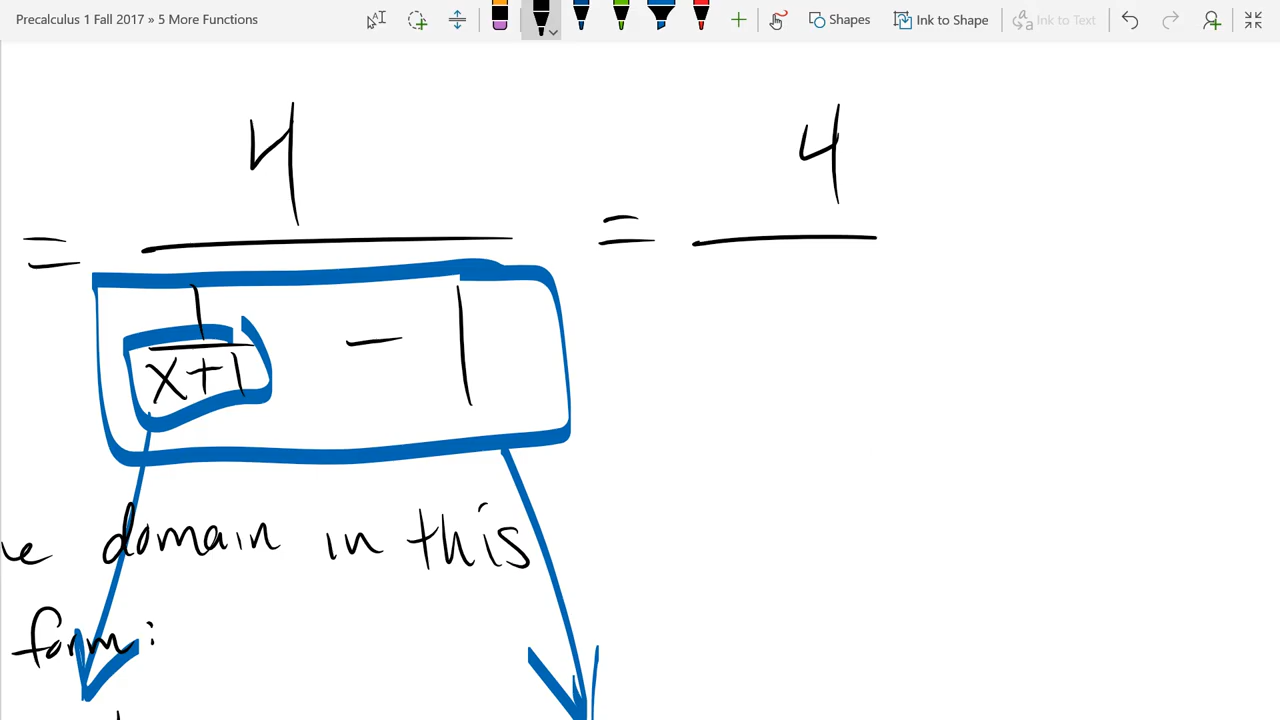 Precalculus 1 Fall 2017 » 5 More Functions
Shapes
Ink to Shape
Ink to Text
= 4 / (1/(x+1) - 1) = 4
domain in this
form: